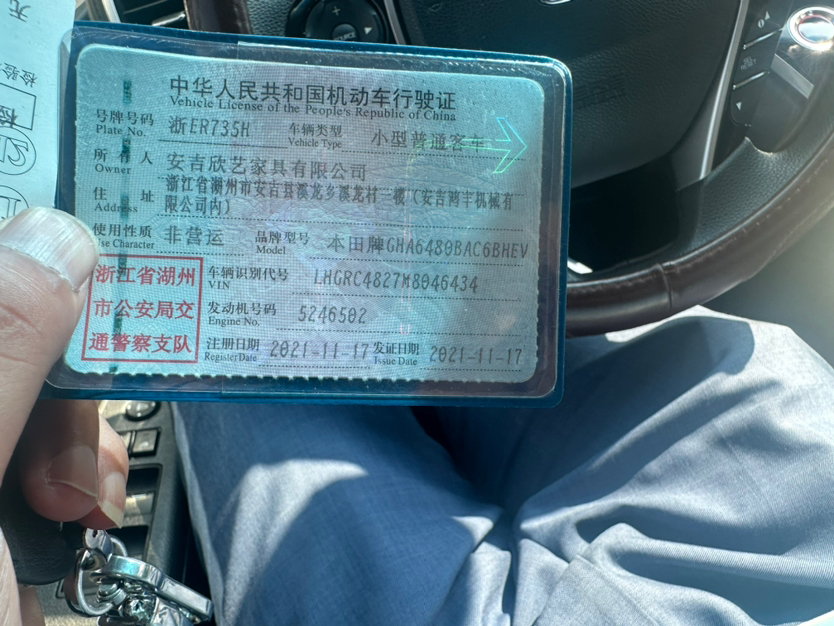 中华人民共和国机动车行驶证
Vehicle License of the People's Republic of China
号牌号码 浙ER735H 车辆类型 小型普通客车
Plate No. Vehicle Type
所有人 安吉欣艺家具有限公司
Owner
住址 浙江省湖州市安吉县溪龙乡溪龙村三楼（安吉鸿丰机械有
Address 限公司内）
使用性质 非营运 品牌型号 本田牌GHA6480BAC6BHEV
Use Character Model
浙江省湖州
市公安局交
通警察支队
车辆识别代号 LHGRC4827M8046434
VIN
发动机号码 5246502
Engine No.
注册日期 2021-11-17 发证日期 2021-11-17
Register Date Issue Date
无
检验
检